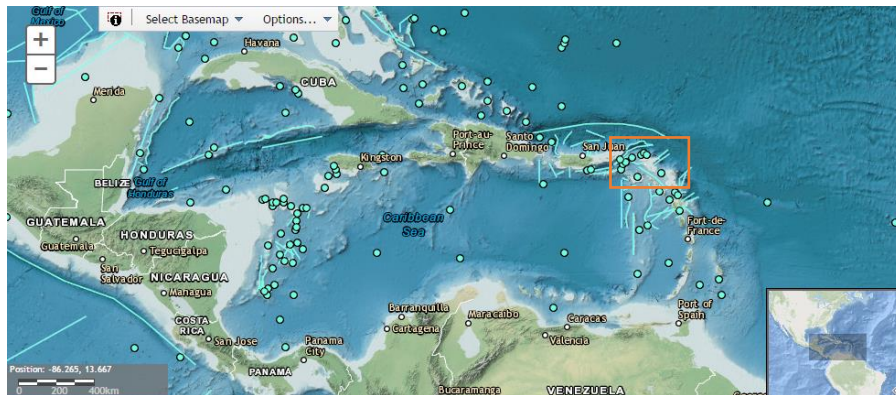 Gulf of
Mexico
Select Basemap
Options...
Havana
Merida
CUBA
Port-au-
Prince
Santo
Domingo
San Juan
Kingston
BELIZE
Gulf of
Honduras
Caribbean
Sea
GUATEMALA
Guatemala
HONDURAS
Tegucigalpa
San
Salvador
NICARAGUA
Managua
Fort-de-
France
COSTA
RICA
San Jose
Panama
City
PANAMÁ
Barranquilla
Cartagena
Maracaibo
Caracas
Valencia
Port of
Spain
Bucaramanga
VENEZUELA
Position: -86.265, 13.667
0 200 400km